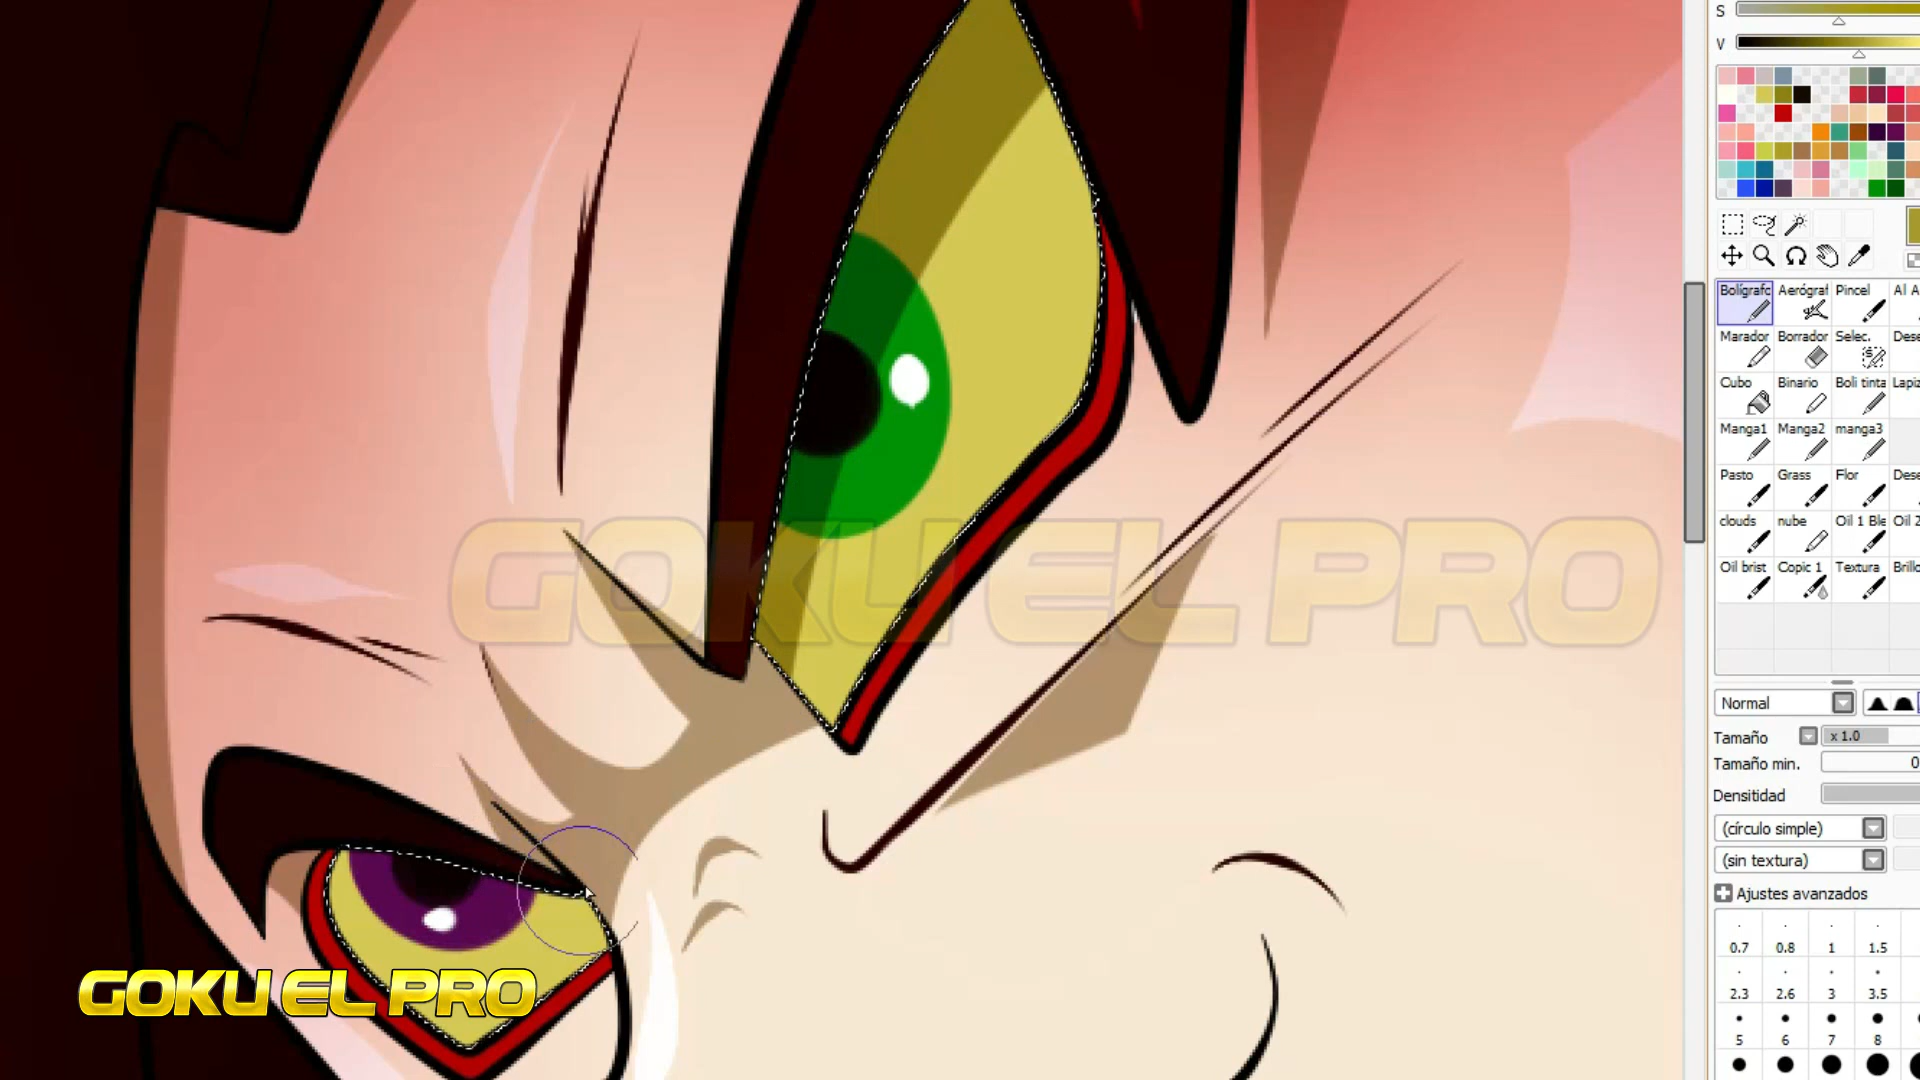 S
V
Bolígrafo Aerógraf Pincel Al A
Marador Borrador Selec. Dese
Cubo Binario Boli tinta Lapiz
Manga1 Manga2 manga3
Pasto Grass Flor Dese
clouds nube Oil 1 Ble Oil 2
Oil brist Copic 1 Textura Brillo
GOKU EL PRO
Normal
Tamaño x 1.0
Tamaño min. 0
Densitidad
(círculo simple)
(sin textura)
Ajustes avanzados
0.7 0.8 1 1.5
2.3 2.6 3 3.5
5 6 7 8
GOKU EL PRO